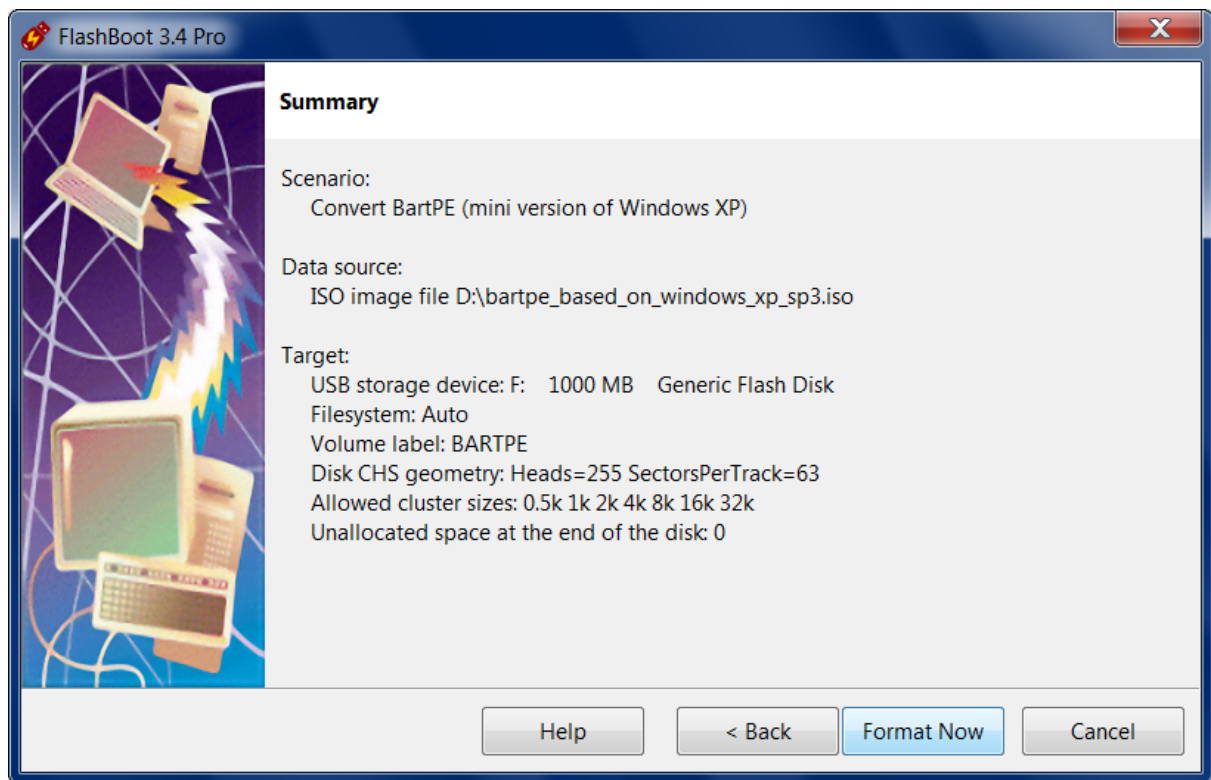 FlashBoot 3.4 Pro
Summary
Scenario:
Convert BartPE (mini version of Windows XP)
Data source:
ISO image file D:\bartpe_based_on_windows_xp_sp3.iso
Target:
USB storage device: F: 1000 MB Generic Flash Disk
Filesystem: Auto
Volume label: BARTPE
Disk CHS geometry: Heads=255 SectorsPerTrack=63
Allowed cluster sizes: 0.5k 1k 2k 4k 8k 16k 32k
Unallocated space at the end of the disk: 0
Help < Back Format Now Cancel